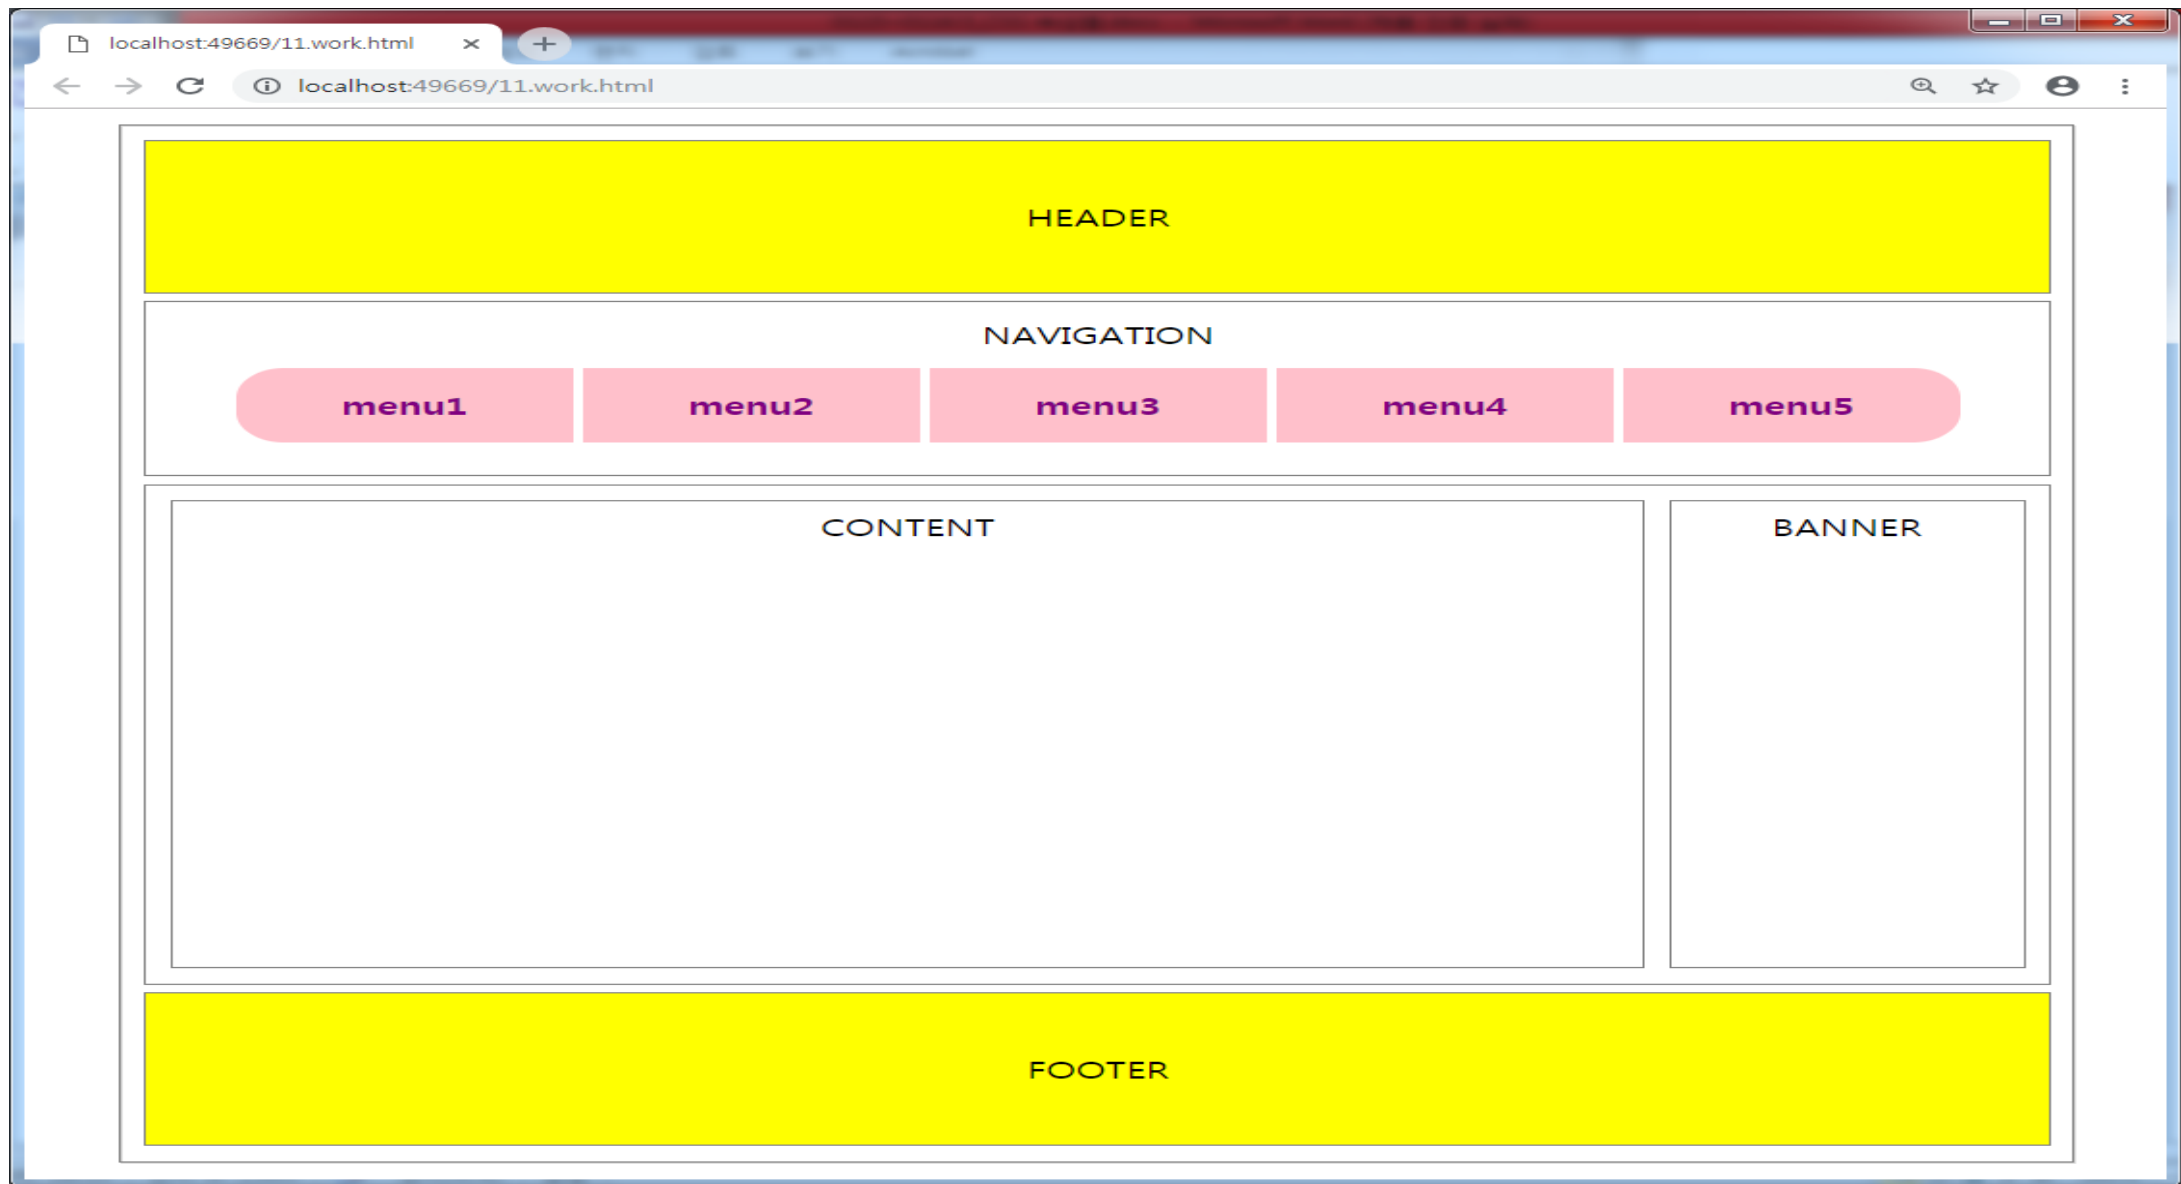 localhost:49669/11.work.html
localhost:49669/11.work.html
HEADER
NAVIGATION
menu1 menu2 menu3 menu4 menu5
CONTENT BANNER
FOOTER